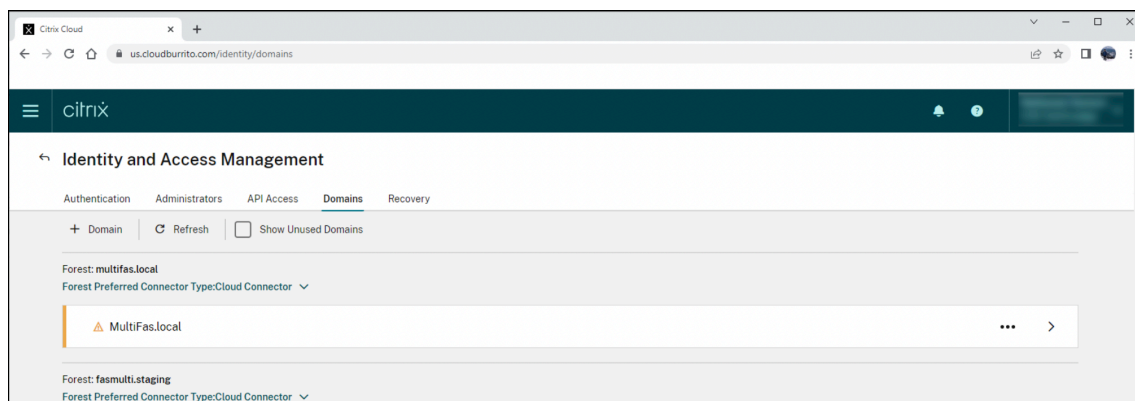 Citrix Cloud
us.cloudburrito.com/identity/domains
citrix
Identity and Access Management
Authentication Administrators API Access Domains Recovery
+ Domain Refresh Show Unused Domains
Forest: multifas.local
Forest Preferred Connector Type:Cloud Connector
MultiFas.local
Forest: fasmulti.staging
Forest Preferred Connector Type:Cloud Connector